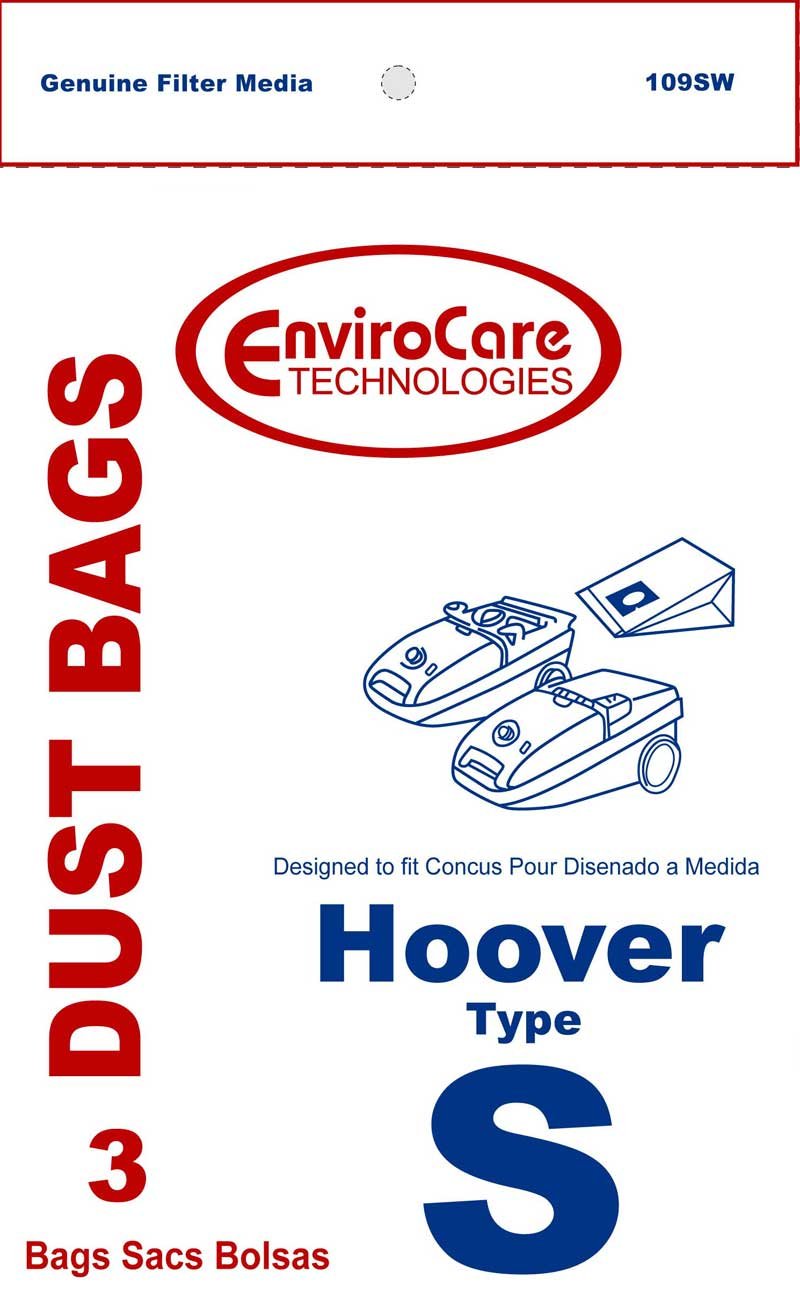 Genuine Filter Media
109SW
EnviroCare
TECHNOLOGIES
DUST BAGS
Designed to fit Concus Pour Disenado a Medida
Hoover
Type
S
3
Bags Sacs Bolsas